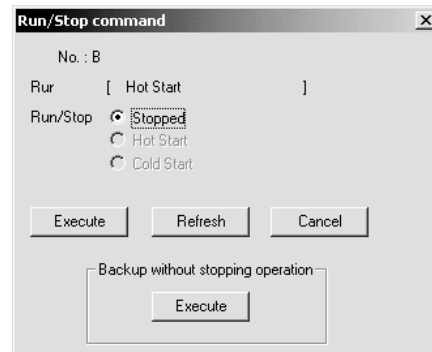 Run/Stop command
No. : B
Rur [ Hot Start ]
Run/Stop Stopped
Hot Start
Cold Start
Execute Refresh Cancel
Backup without stopping operation
Execute